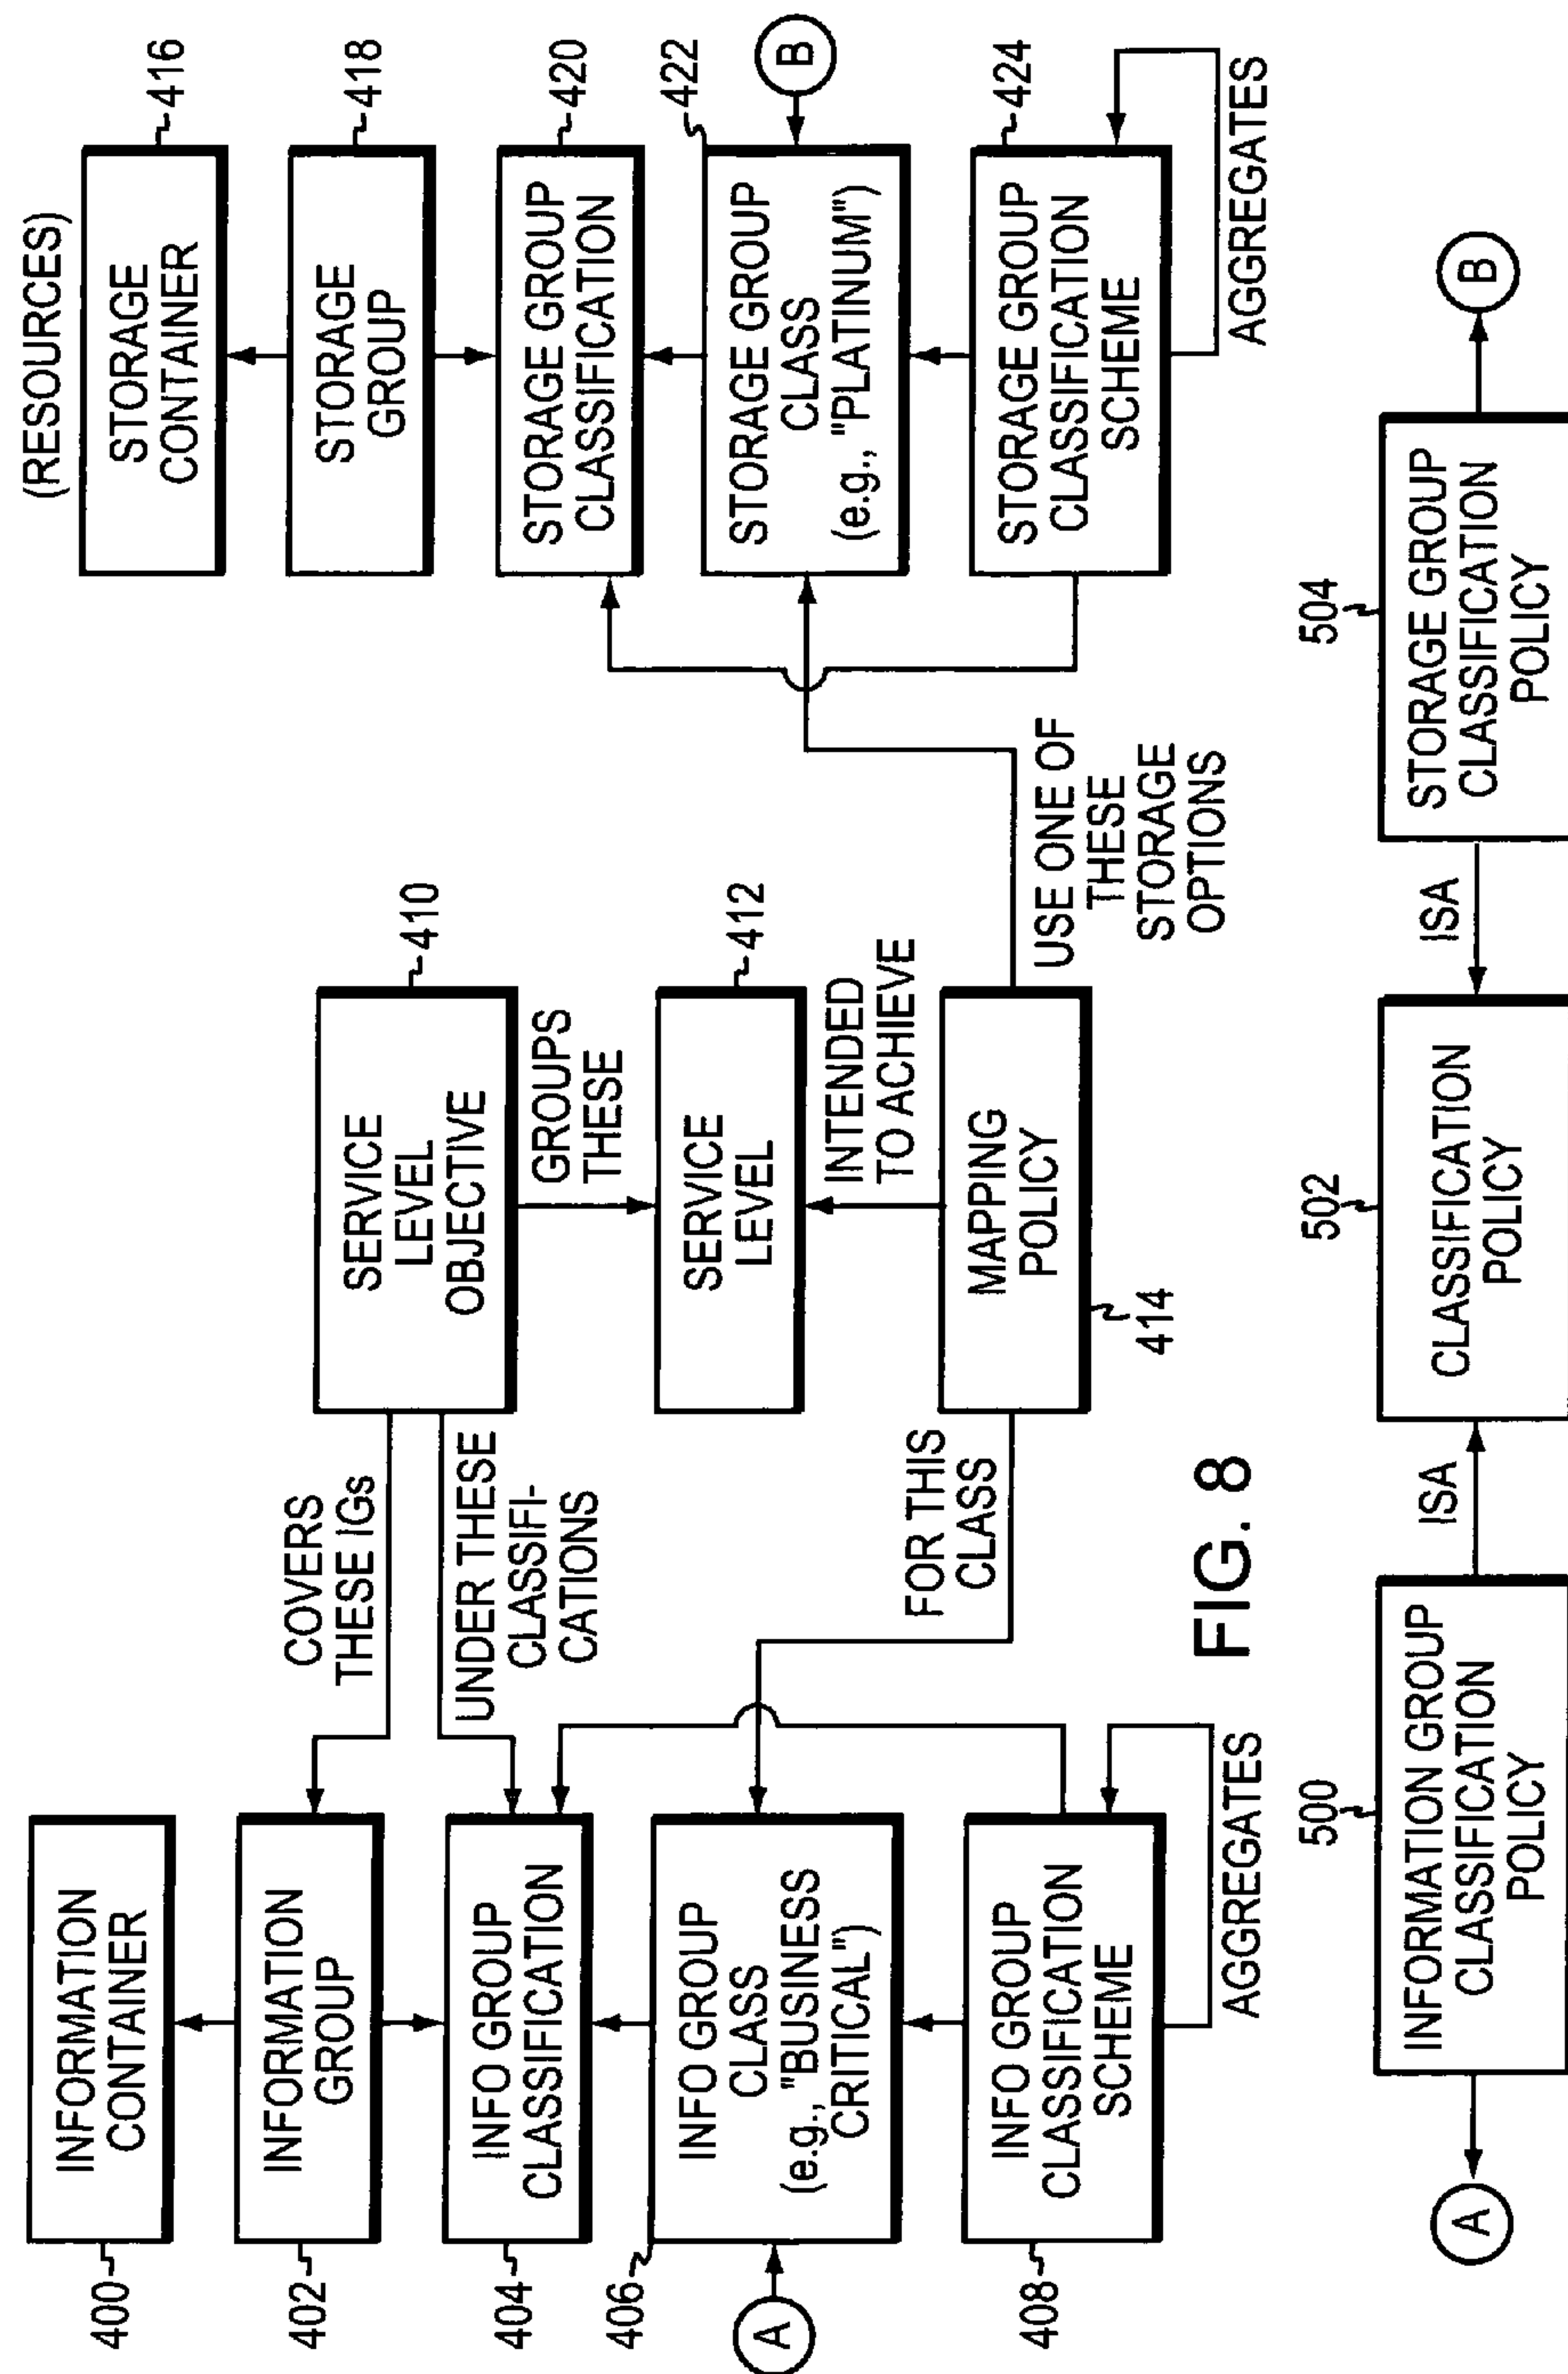 (RESOURCES)
INFORMATION
CONTAINER
400
INFORMATION
GROUP
402
INFO GROUP
CLASSIFICATION
404
INFO GROUP
CLASS
(e.g., "BUSINESS
CRITICAL")
406
A
INFO GROUP
CLASSIFICATION
SCHEME
408
AGGREGATES
COVERS
THESE IGs
UNDER THESE
CLASSIFI-
CATIONS
FOR THIS
CLASS
SERVICE
LEVEL
OBJECTIVE
410
GROUPS
THESE
SERVICE
LEVEL
412
INTENDED
TO ACHIEVE
MAPPING
POLICY
414
USE ONE OF
THESE
STORAGE
OPTIONS
STORAGE
CONTAINER
416
STORAGE
GROUP
418
STORAGE GROUP
CLASSIFICATION
420
STORAGE GROUP
CLASS
(e.g., "PLATINUM")
422
B
STORAGE GROUP
CLASSIFICATION
SCHEME
424
AGGREGATES
FIG. 8
A
500
INFORMATION GROUP
CLASSIFICATION
POLICY
ISA
502
CLASSIFICATION
POLICY
ISA
504
STORAGE GROUP
CLASSIFICATION
POLICY
B